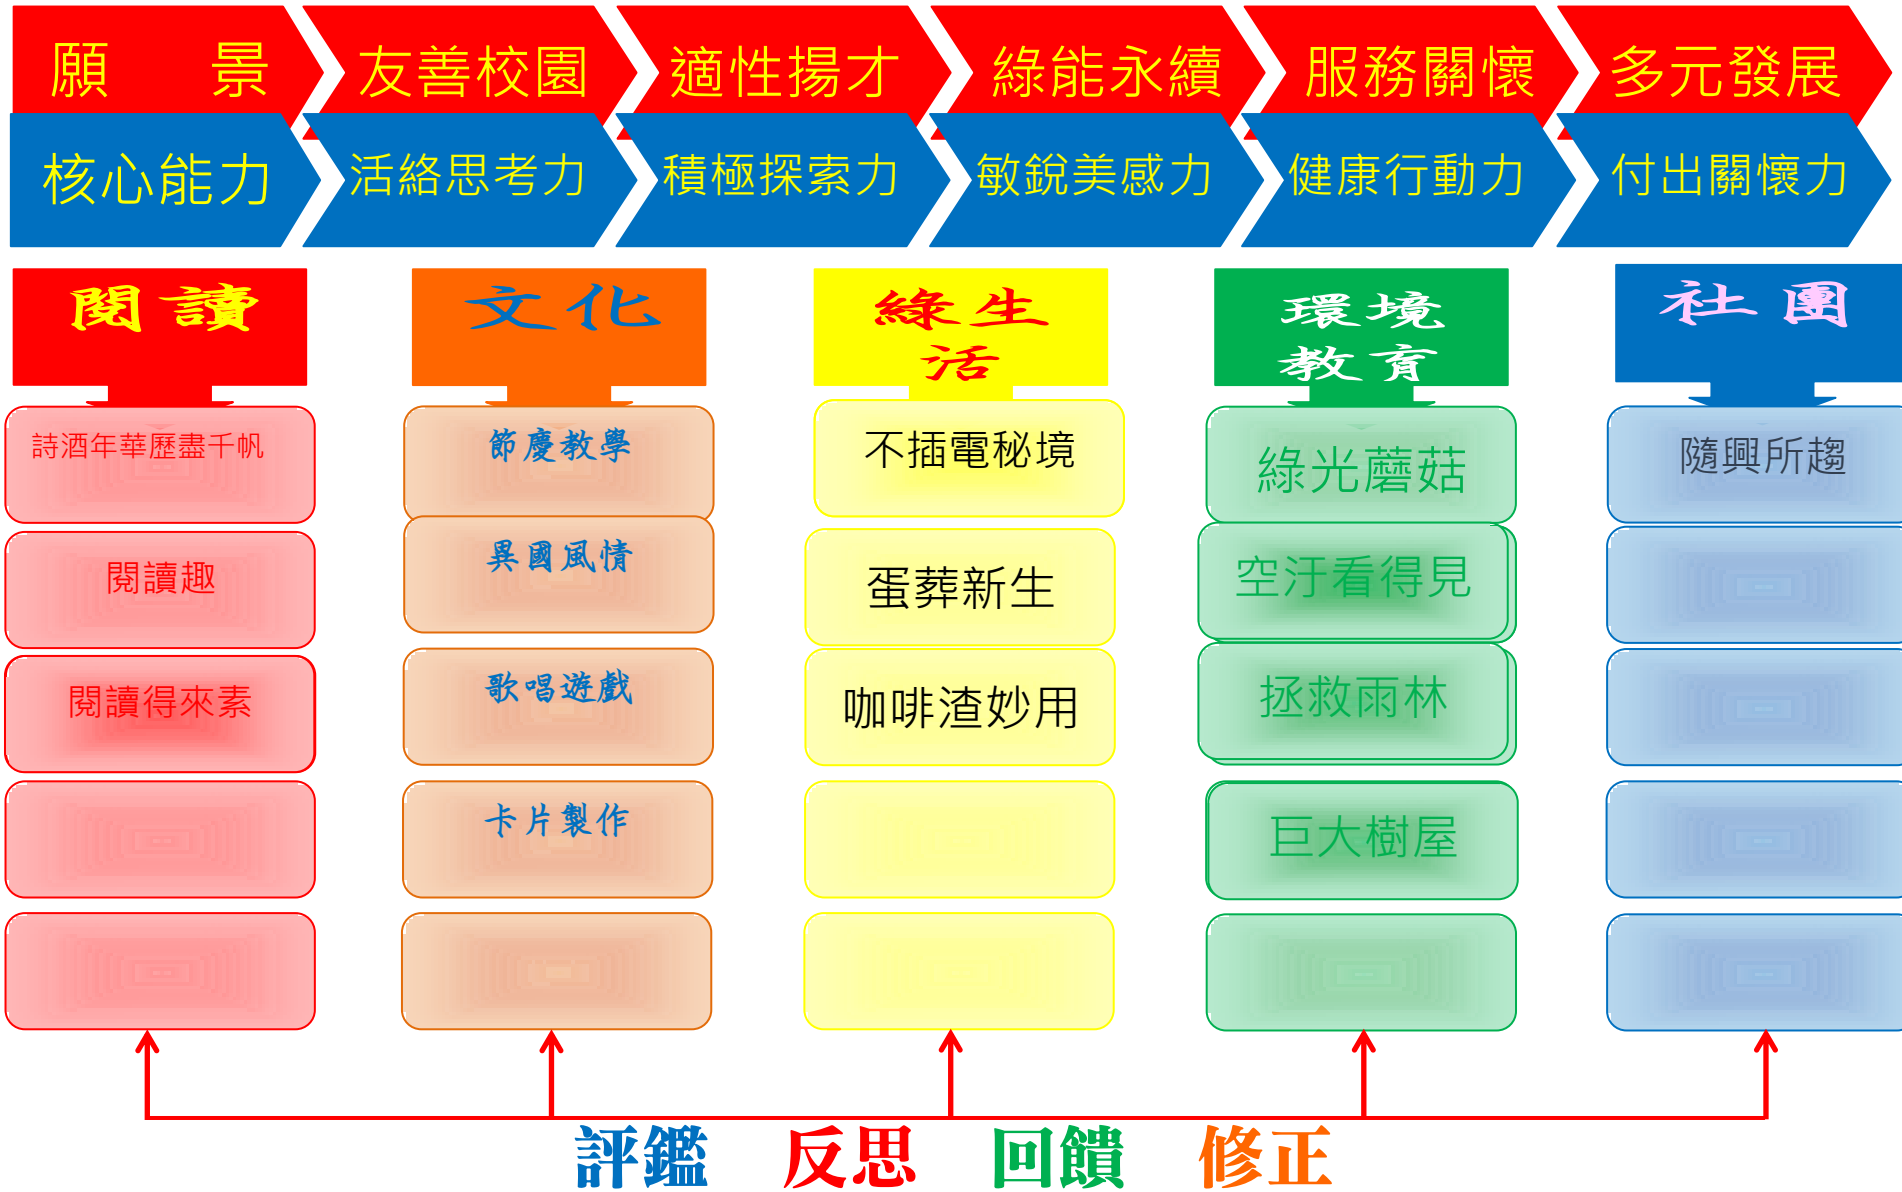 願　　景 友善校園 適性揚才 綠能永續 服務關懷 多元發展
核心能力 活絡思考力 積極探索力 敏銳美感力 健康行動力 付出關懷力
閱讀
詩酒年華歷盡千帆
閱讀趣
閱讀得來素
文化
節慶教學
異國風情
歌唱遊戲
卡片製作
綠生
活
不插電秘境
蛋葬新生
咖啡渣妙用
環境
教育
綠光蘑菇
空汙看得見
拯救雨林
巨大樹屋
社團
隨興所趨
評鑑 反思 回饋 修正